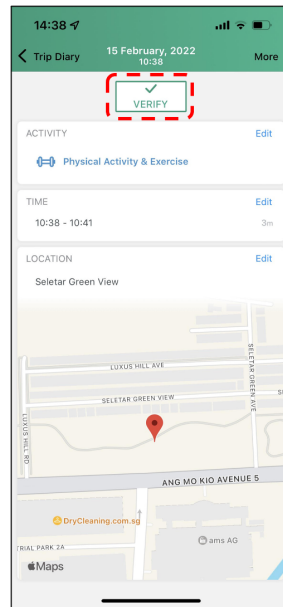 14:38
Trip Diary
15 February, 2022
10:38
More
VERIFY
ACTIVITY
Edit
Physical Activity & Exercise
TIME
Edit
10:38 - 10:41
3m
LOCATION
Edit
Seletar Green View
LUXUS HILL AVE
SELETAR GREEN VIEW
SELETAR GREEN AVE
LUXUS HILL RD
ANG MO KIO AVENUE 5
DryCleaning.com.sg
ams AG
RIAL PARK 2A
Maps